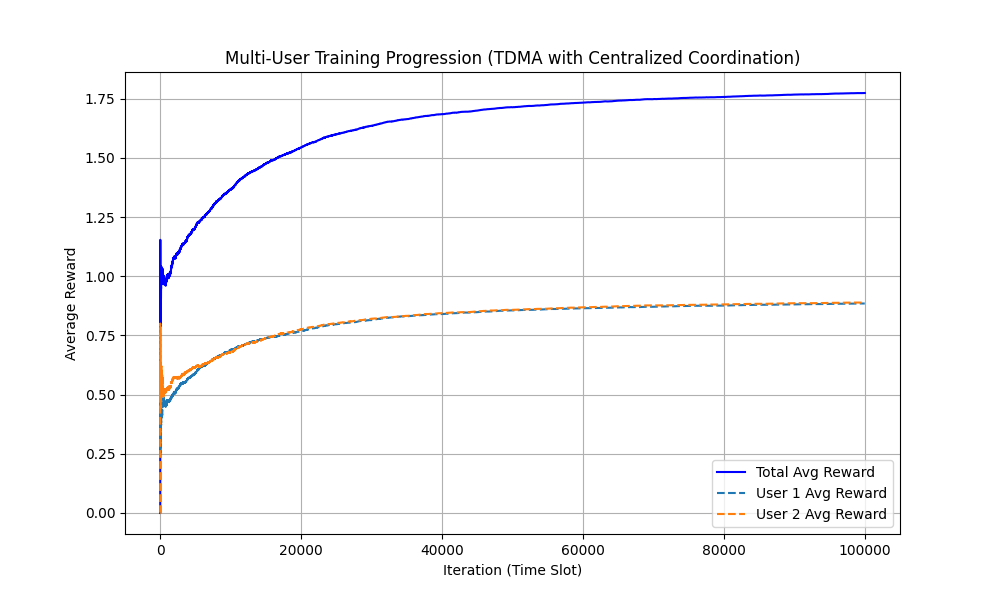 Multi-User Training Progression (TDMA with Centralized Coordination)
1.75
1.50
1.25
1.00
0.75
0.50
0.25
0.00
Average Reward
Total Avg Reward
User 1 Avg Reward
User 2 Avg Reward
0 20000 40000 60000 80000 100000
Iteration (Time Slot)